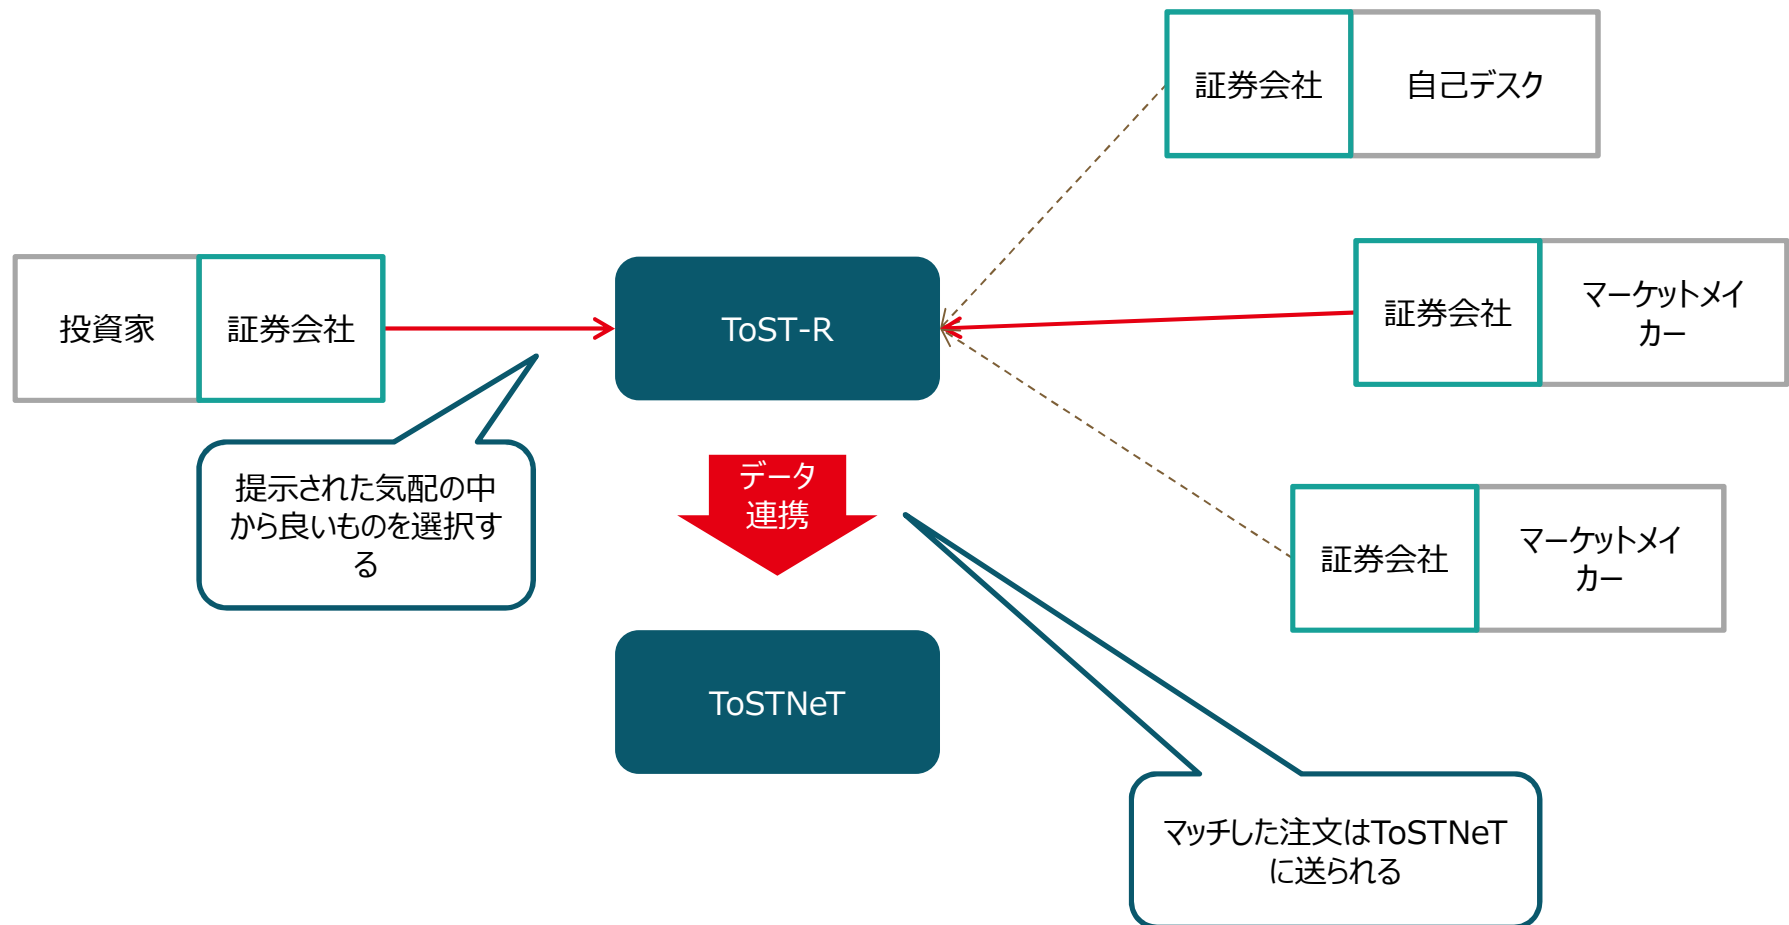 証券会社
自己デスク
投資家
証券会社
ToST-R
証券会社
マーケットメイ
カー
提示された気配の中
から良いものを選択す
る
データ
連携
証券会社
マーケットメイ
カー
ToSTNeT
マッチした注文はToSTNeT
に送られる